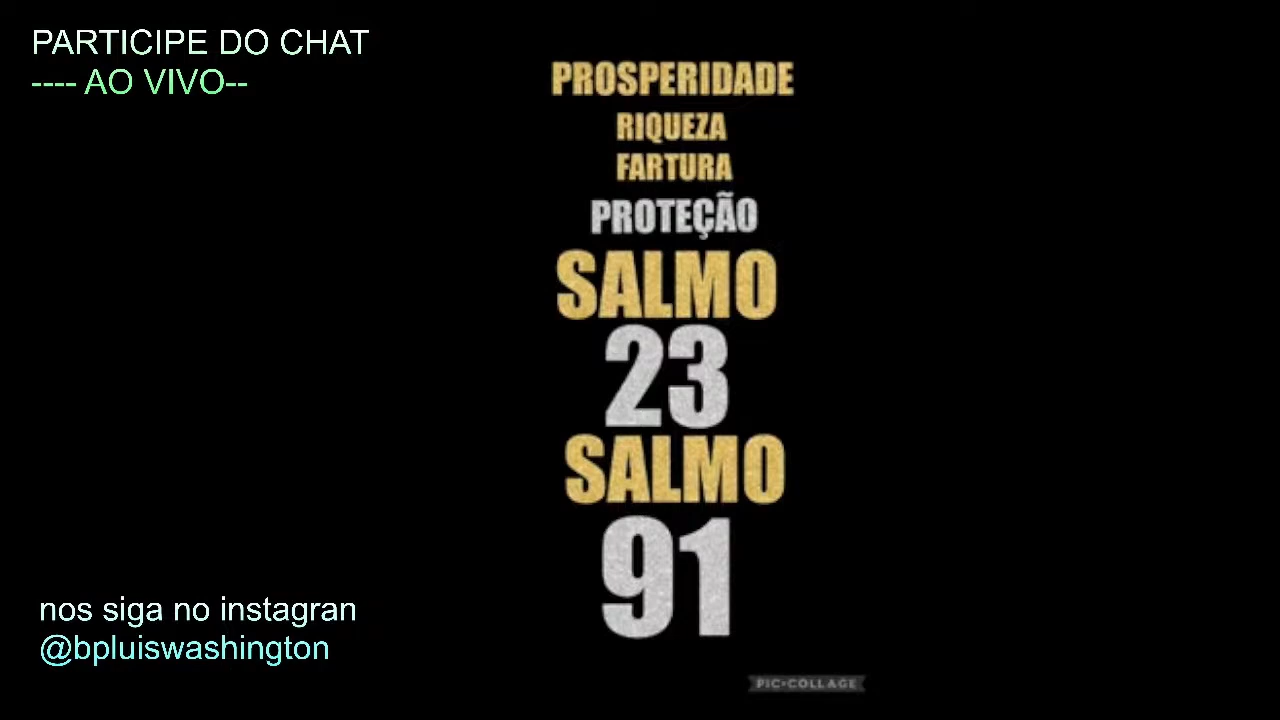 PARTICIPE DO CHAT
---- AO VIVO--
PROSPERIDADE
RIQUEZA
FARTURA
PROTEÇÃO
SALMO
23
SALMO
91
nos siga no instagran
@bpluiswashington
PIC•COLLAGE